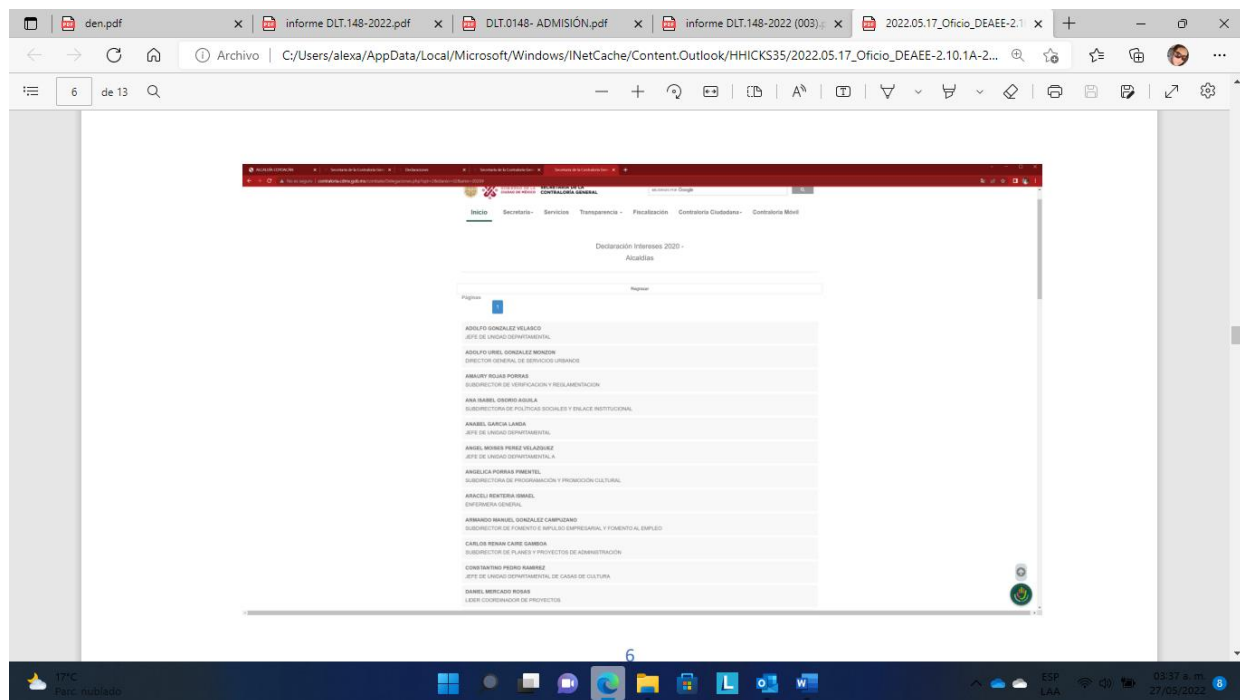 den.pdf
informe DLT.148-2022.pdf
DLT.0148- ADMISIÓN.pdf
informe DLT.148-2022 (003)
2022.05.17_Oficio_DEAEE-2.1
Archivo
C:/Users/alexa/AppData/Local/Microsoft/Windows/INetCache/Content.Outlook/HHICKS35/2022.05.17_Oficio_DEAEE-2.10.1A-2...
6 de 13
SECRETARÍA DE LA
CONTRALORÍA GENERAL
Google
Inicio Secretaría Servicios Transparencia Fiscalización Contraloría Ciudadana Contraloría Móvil
Declaración Intereses 2020 -
Alcaldías
Regresar
Páginas
1
ADOLFO GONZALEZ VELASCO
JEFE DE UNIDAD DEPARTAMENTAL
ADOLFO URIEL GONZALEZ MONZON
DIRECTOR GENERAL DE SERVICIOS URBANOS
AMAURY ROJAS PORRAS
SUBDIRECTOR DE VERIFICACION Y REGLAMENTACION
ANA ISABEL OSORIO AGUILA
SUBDIRECTORA DE POLÍTICAS SOCIALES Y ENLACE INSTITUCIONAL
ANABEL GARCIA LANDA
JEFE DE UNIDAD DEPARTAMENTAL
ANGEL MOISES PEREZ VELAZQUEZ
JEFE DE UNIDAD DEPARTAMENTAL A
ANGELICA PORRAS PIMENTEL
SUBDIRECTORA DE PROGRAMACIÓN Y PROMOCIÓN CULTURAL
ARACELI RENTERIA ISMAEL
ENFERMERA GENERAL
ARMANDO MANUEL GONZALEZ CAMPUZANO
SUBDIRECTOR DE FOMENTO E IMPULSO EMPRESARIAL Y FOMENTO AL EMPLEO
CARLOS RENAN CAIRE GAMBOA
SUBDIRECTOR DE PLANES Y PROYECTOS DE ADMINISTRACIÓN
CONSTANTINO PEDRO RAMIREZ
JEFE DE UNIDAD DEPARTAMENTAL DE CASAS DE CULTURA
DANIEL MERCADO ROSAS
LIDER COORDINADOR DE PROYECTOS
6
17°C
Parc. nublado
ESP
LAA
03:37 a. m.
27/05/2022
8